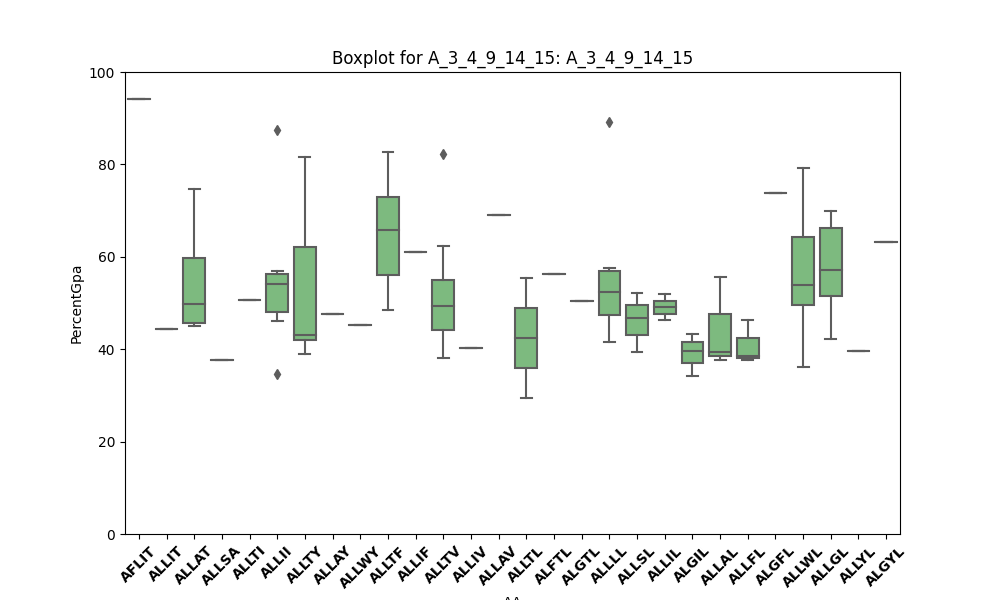 Boxplot for A_3_4_9_14_15: A_3_4_9_14_15
PercentGpa
100
80
60
40
20
0
AFLIT ALLIT ALLAT ALLSA ALLTI ALLII ALLTY ALLAY ALLWY ALLTF ALLIF ALLTV ALLIV ALLAV ALLTL ALFTL ALGTL ALLLL ALLSL ALLIL ALGIL ALLAL ALLFL ALGFL ALLWL ALLGL ALLYL ALGYL